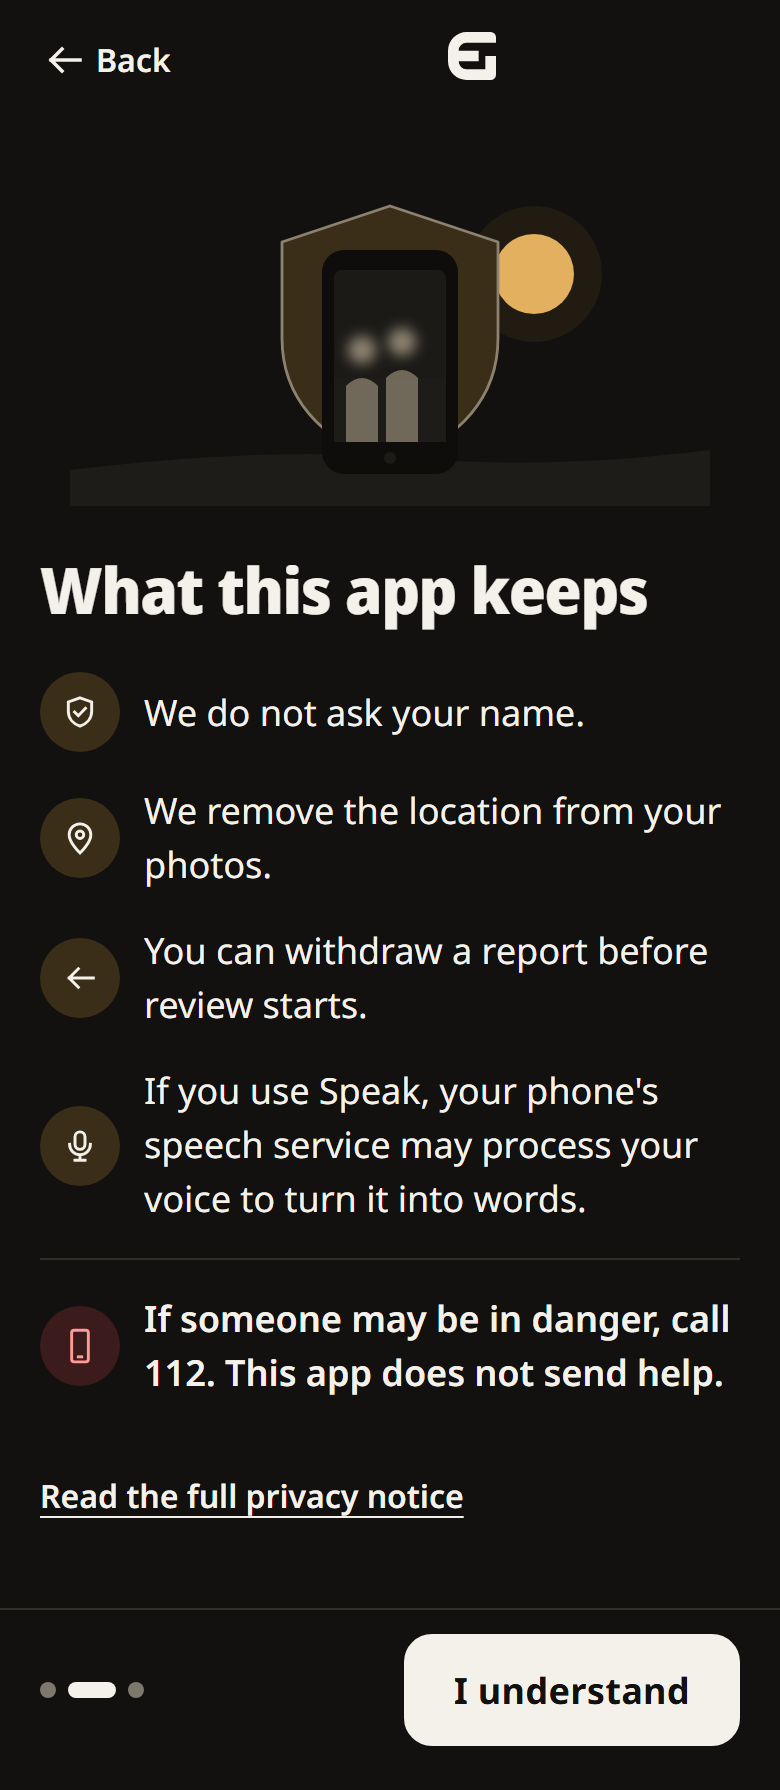 Back
What this app keeps
We do not ask your name.
We remove the location from your
photos.
You can withdraw a report before
review starts.
If you use Speak, your phone's
speech service may process your
voice to turn it into words.
If someone may be in danger, call
112. This app does not send help.
Read the full privacy notice
I understand